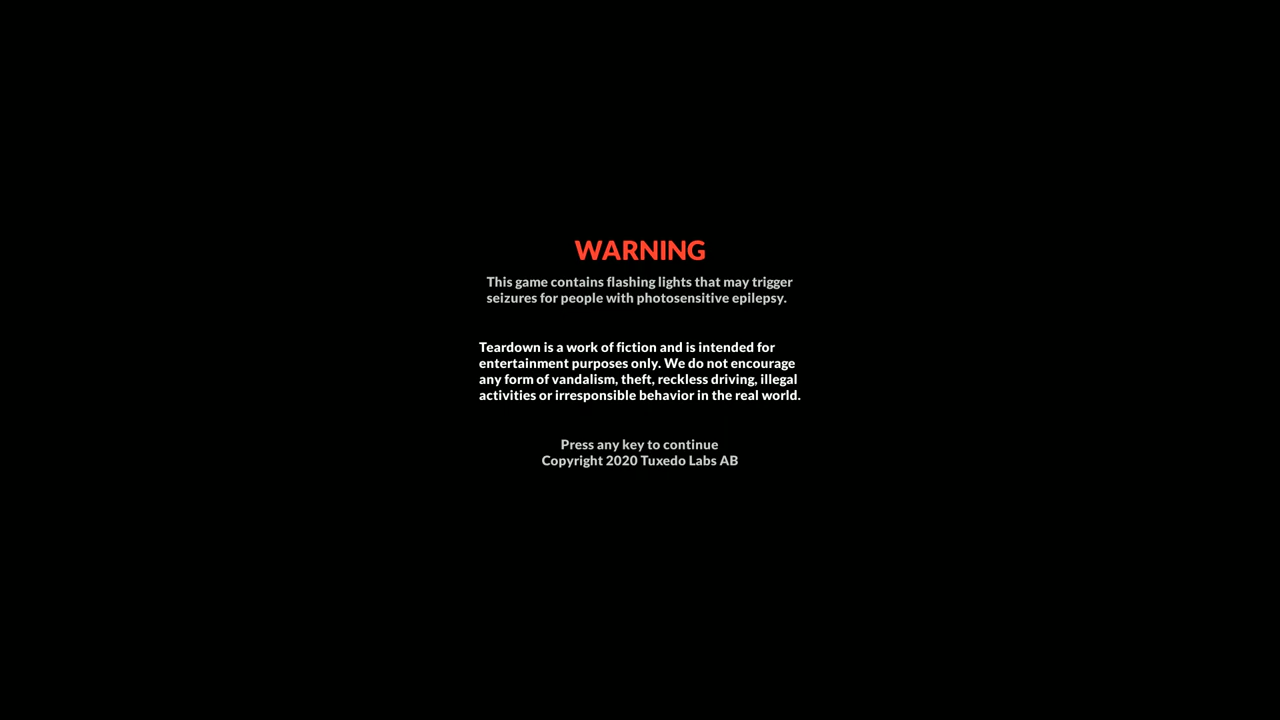 WARNING
This game contains flashing lights that may trigger
seizures for people with photosensitive epilepsy.
Teardown is a work of fiction and is intended for
entertainment purposes only. We do not encourage
any form of vandalism, theft, reckless driving, illegal
activities or irresponsible behavior in the real world.
Press any key to continue
Copyright 2020 Tuxedo Labs AB